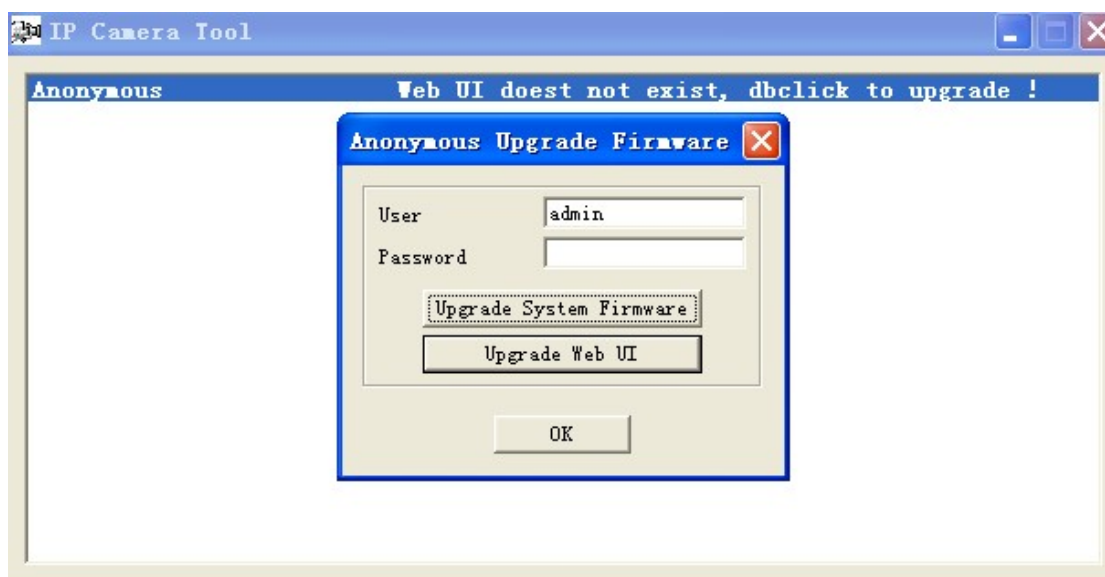 IP Camera Tool
Anonymous Web UI doest not exist, dbclick to upgrade !
Anonymous Upgrade Firmware
User admin
Password
Upgrade System Firmware
Upgrade Web UI
OK